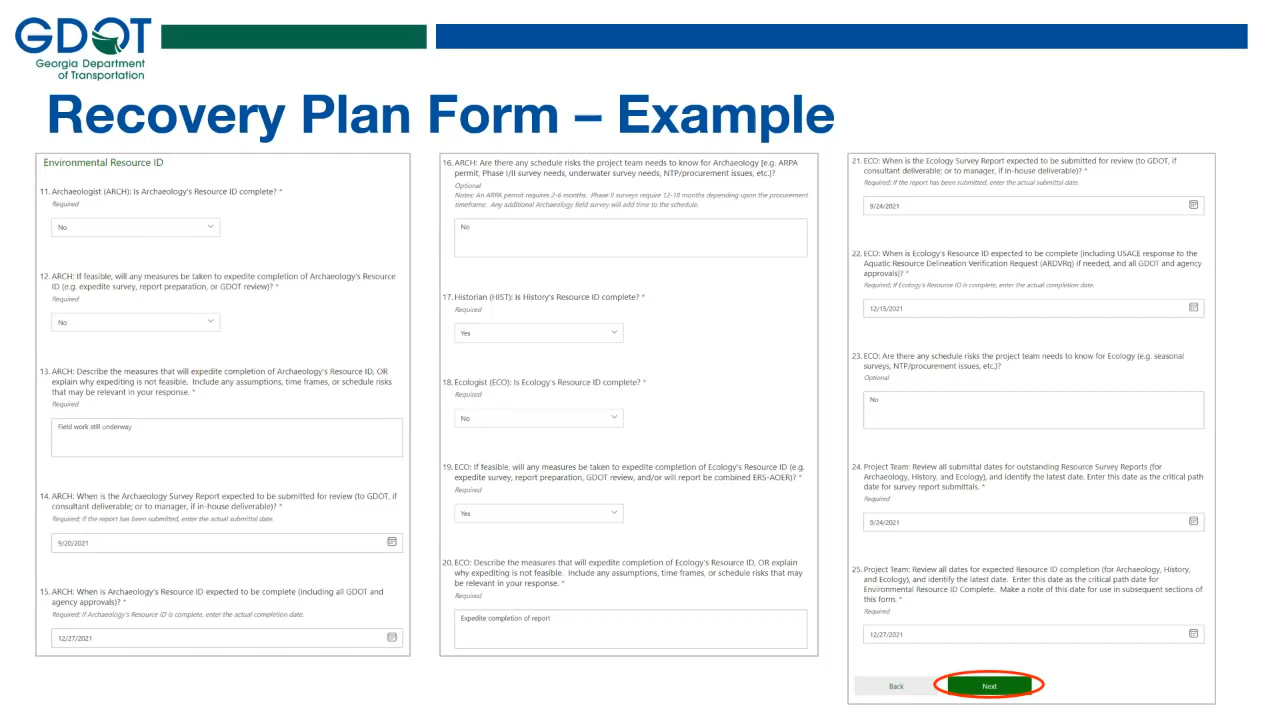 GDOT
Georgia Department
of Transportation
Recovery Plan Form – Example
Environmental Resource ID
11. Archaeologist (ARCH): Is Archaeology's Resource ID complete? *
Required
No
12. ARCH: If feasible, will any measures be taken to expedite completion of Archaeology's Resource
ID (e.g. expedite survey, report preparation, or GDOT review)? *
Required
No
13. ARCH: Describe the measures that will expedite completion of Archaeology's Resource ID, OR
explain why expediting is not feasible. Include any assumptions, time frames, or schedule risks
that may be relevant in your response. *
Required
Field work still underway
14. ARCH: When is the Archaeology Survey Report expected to be submitted for review (to GDOT, if
consultant deliverable; or to manager, if in-house deliverable)? *
Required: If the report has been submitted, enter the actual submittal date.
9/20/2021
15. ARCH: When is Archaeology's Resource ID expected to be complete (including all GDOT and
agency approvals)? *
Required: If Archaeology's Resource ID is complete, enter the actual completion date.
12/27/2021
16. ARCH: Are there any schedule risks the project team needs to know for Archaeology [e.g. ARPA
permit, Phase I/II survey needs, underwater survey needs, NTP/procurement issues, etc.]?
Optional
Notes: An ARPA permit requires 2-6 months. Phase II surveys require 12-18 months depending upon the procurement
timeframe. Any additional Archaeology field survey will add time to the schedule.
No
17. Historian (HIST): Is History's Resource ID complete? *
Required
Yes
18. Ecologist (ECO): Is Ecology's Resource ID complete? *
Required
No
19. ECO: If feasible, will any measures be taken to expedite completion of Ecology's Resource ID (e.g.
expedite survey, report preparation, GDOT review, and/or will report be combined ERS-AOER)? *
Required
Yes
20. ECO: Describe the measures that will expedite completion of Ecology's Resource ID, OR explain
why expediting is not feasible. Include any assumptions, time frames, or schedule risks that may
be relevant in your response. *
Required
Expedite completion of report
21. ECO: When is the Ecology Survey Report expected to be submitted for review (to GDOT, if
consultant deliverable; or to manager, if in-house deliverable)? *
Required: If the report has been submitted, enter the actual submittal date.
9/24/2021
22. ECO: When is Ecology's Resource ID expected to be complete [including USACE response to the
Aquatic Resource Delineation Verification Request (ARDVRq) if needed, and all GDOT and agency
approvals)? *
Required; If Ecology's Resource ID is complete, enter the actual completion date.
12/15/2021
23. ECO: Are there any schedule risks the project team needs to know for Ecology (e.g. seasonal
surveys, NTP/procurement issues, etc.)?
Optional
No
24. Project Team: Review all submittal dates for outstanding Resource Survey Reports (for
Archaeology, History, and Ecology), and identify the latest date. Enter this date as the critical path
date for survey report submittals. *
Required
9/24/2021
25. Project Team: Review all dates for expected Resource ID completion (for Archaeology, History,
and Ecology), and identify the latest date. Enter this date as the critical path date for
Environmental Resource ID Complete. Make a note of this date for use in subsequent sections of
this form. *
Required
12/27/2021
Back
Next